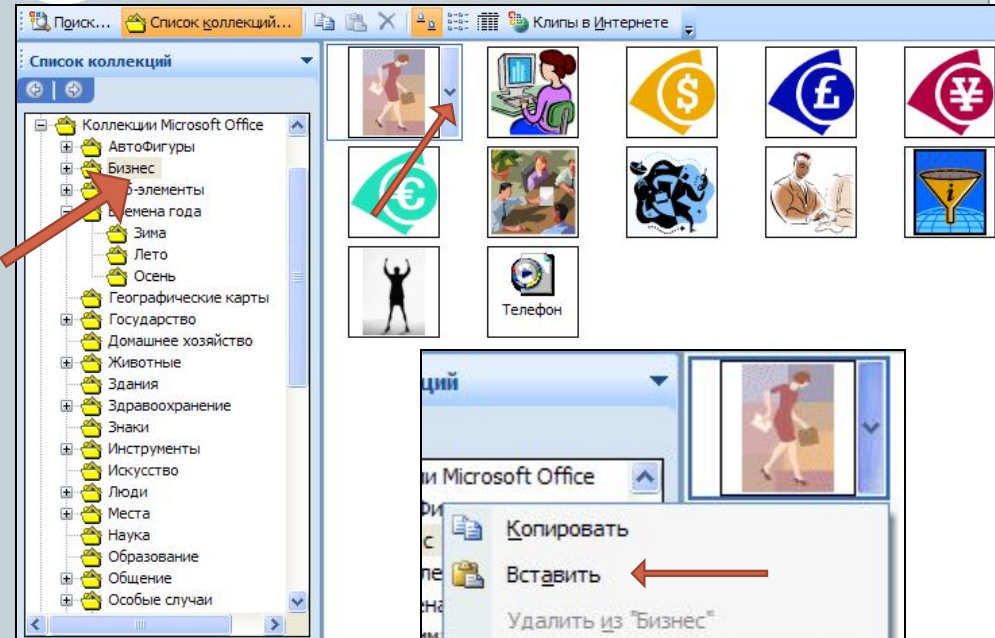 Поиск... Список коллекций... Клипы в Интернете
Список коллекций
Коллекции Microsoft Office
АвтоФигуры
Бизнес
б-элементы
емена года
Зима
Лето
Осень
Географические карты
Государство
Домашнее хозяйство
Животные
Здания
Здравоохранение
Знаки
Инструменты
Искусство
Люди
Места
Наука
Образование
Общение
Особые случаи
$ £ ¥
€
i
Телефон
ций
и Microsoft Office
Копировать
Вставить
Удалить из "Бизнес"